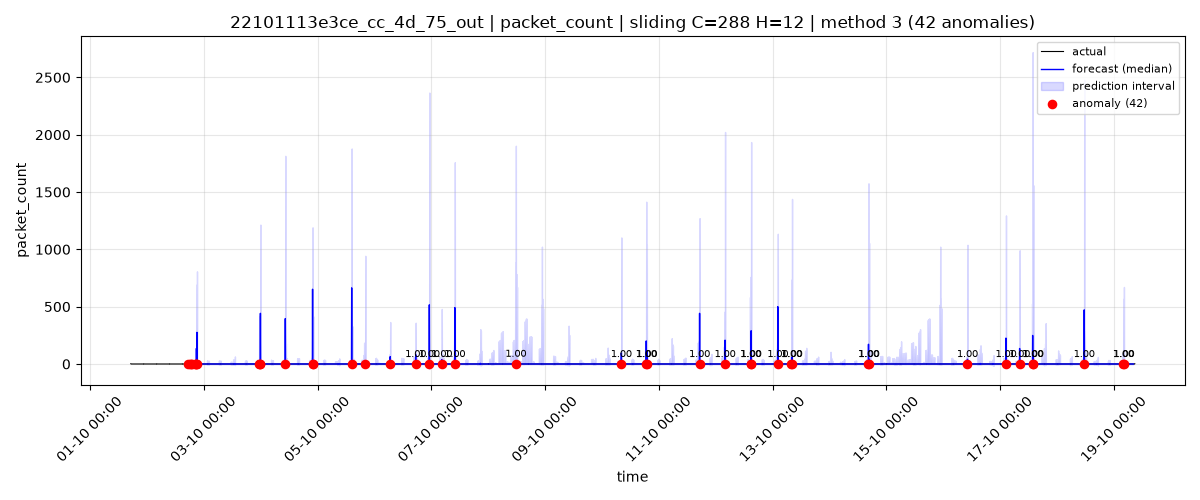 22101113e3ce_cc_4d_75_out | packet_count | sliding C=288 H=12 | method 3 (42 anomalies)
actual
forecast (median)
prediction interval
anomaly (42)
packet_count
2500
2000
1500
1000
500
0
1.00 1.00 1.00 1.00 1.00 1.00 1.00 1.00 1.00 1.00 1.00 1.00 1.00 1.00 1.00 1.00 1.00 1.00
01-10 00:00
03-10 00:00
05-10 00:00
07-10 00:00
09-10 00:00
11-10 00:00
13-10 00:00
15-10 00:00
17-10 00:00
19-10 00:00
time